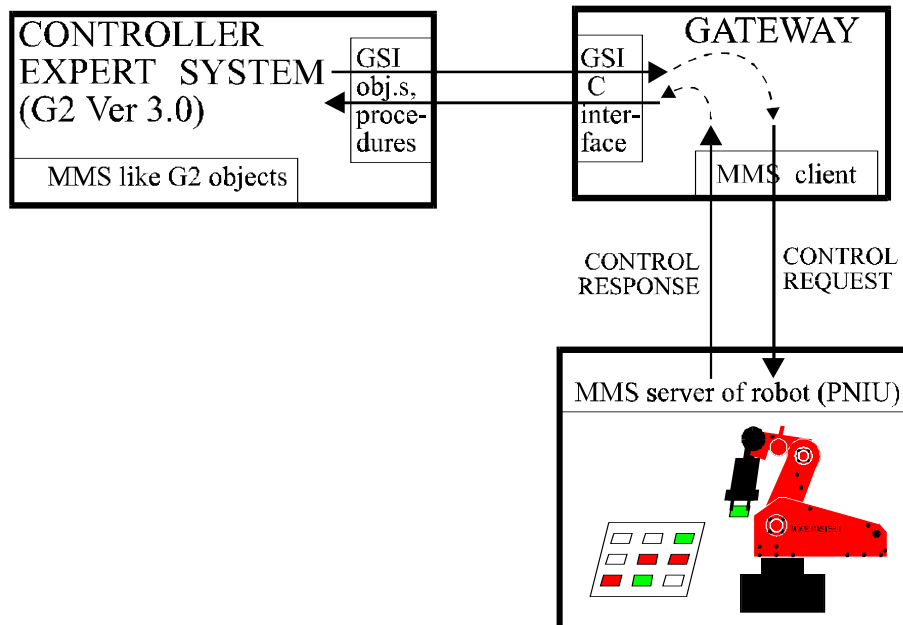 CONTROLLER
EXPERT SYSTEM
(G2 Ver 3.0)
GSI
obj.s,
proce-
dures
MMS like G2 objects
GATEWAY
GSI
C
inter-
face
MMS client
CONTROL
RESPONSE
CONTROL
REQUEST
MMS server of robot (PNIU)